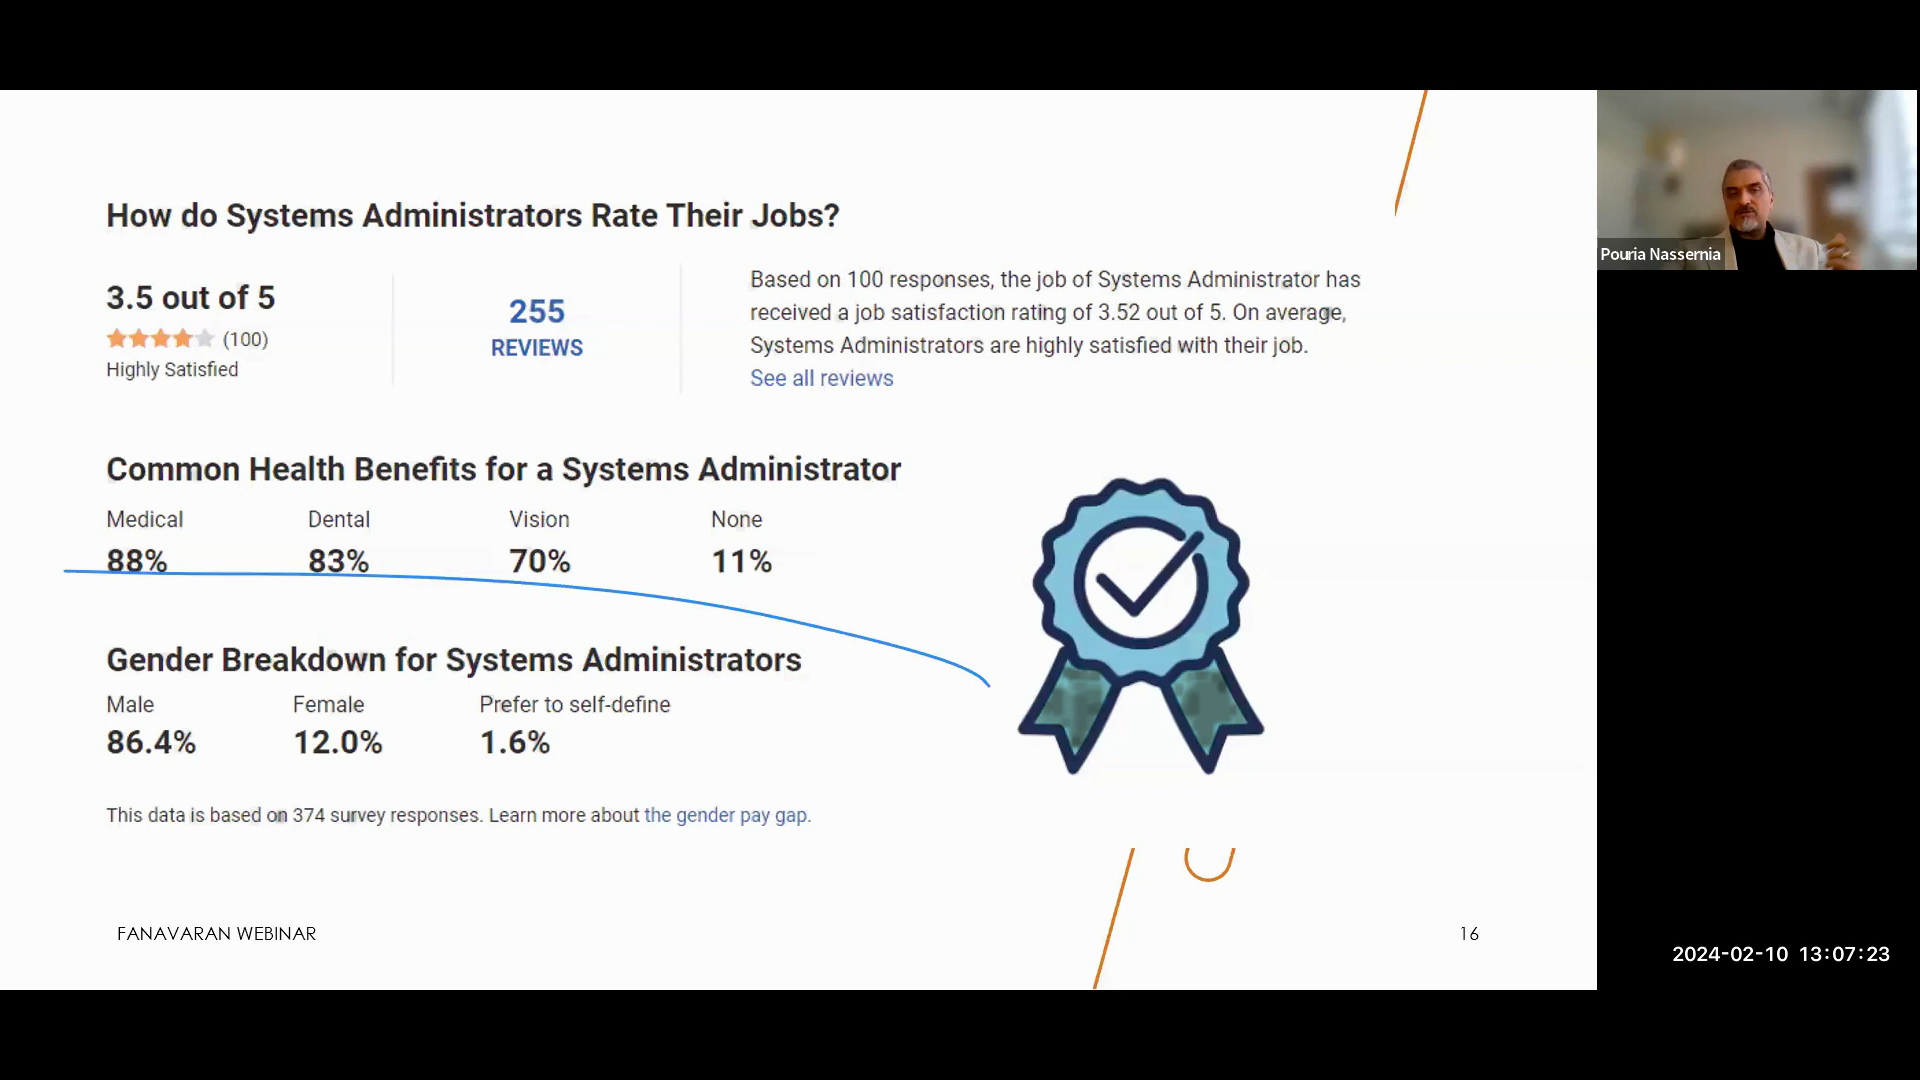 How do Systems Administrators Rate Their Jobs?
3.5 out of 5
(100)
Highly Satisfied
255
REVIEWS
Based on 100 responses, the job of Systems Administrator has
received a job satisfaction rating of 3.52 out of 5. On average,
Systems Administrators are highly satisfied with their job.
See all reviews
Common Health Benefits for a Systems Administrator
Medical Dental Vision None
88% 83% 70% 11%
Gender Breakdown for Systems Administrators
Male Female Prefer to self-define
86.4% 12.0% 1.6%
This data is based on 374 survey responses. Learn more about the gender pay gap.
FANAVARAN WEBINAR
16
Pouria Nassernia
2024-02-10 13:07:23